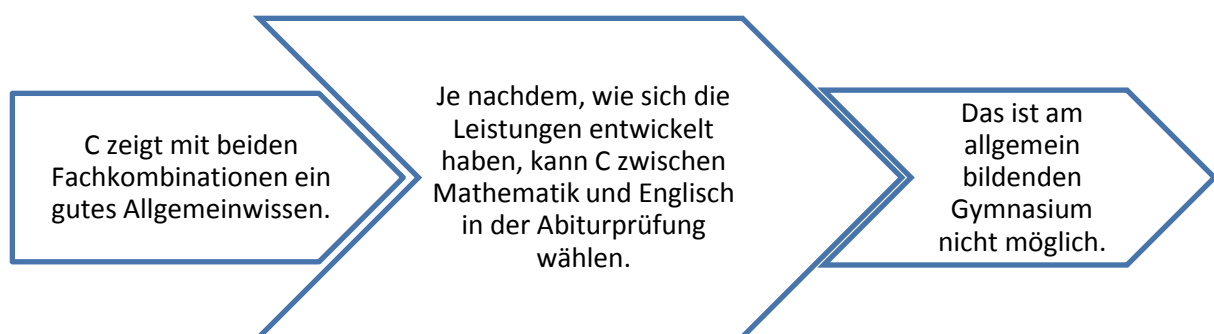 C zeigt mit beiden
Fachkombinationen ein
gutes Allgemeinwissen.
Je nachdem, wie sich die
Leistungen entwickelt
haben, kann C zwischen
Mathematik und Englisch
in der Abiturprüfung
wählen.
Das ist am
allgemein
bildenden
Gymnasium
nicht möglich.